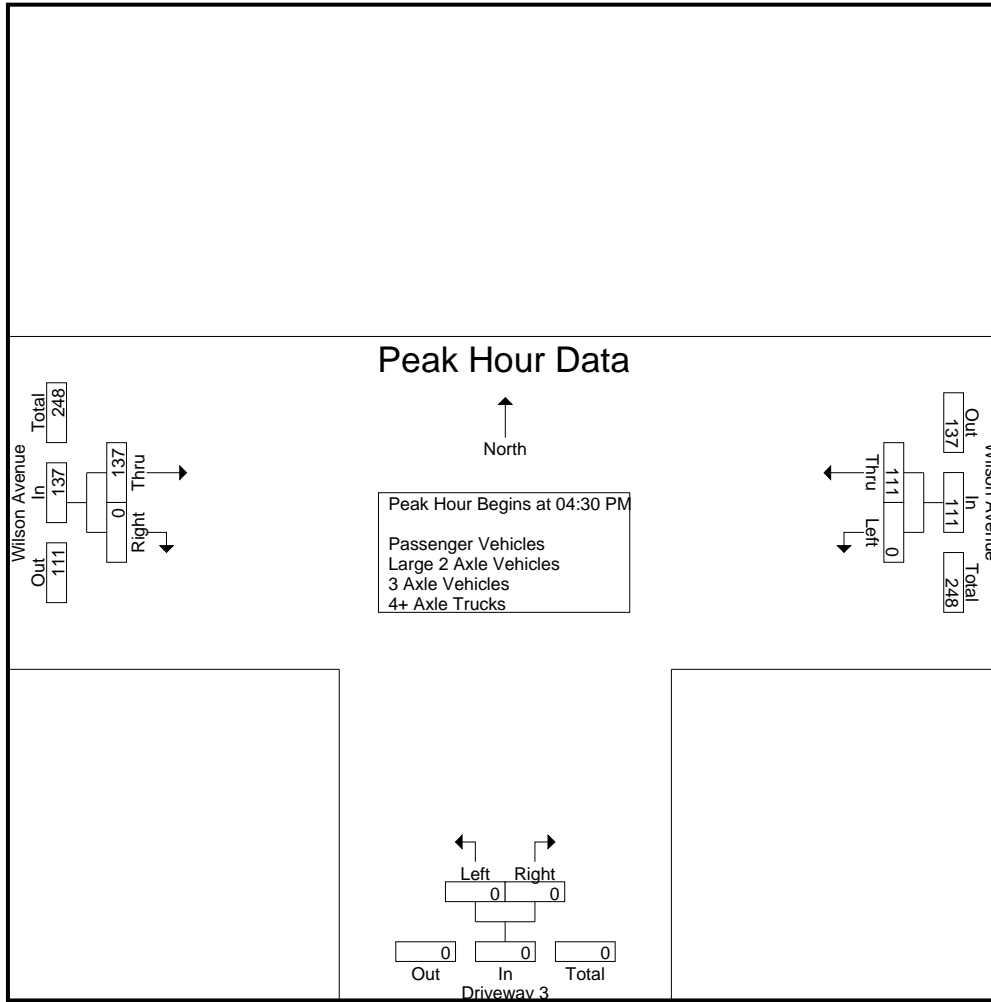 Peak Hour Data
North
Peak Hour Begins at 04:30 PM
Passenger Vehicles
Large 2 Axle Vehicles
3 Axle Vehicles
4+ Axle Trucks
Wilson Avenue
Out In Total
111 137 248
Right Thru
0 137
Wilson Avenue
Out In Total
137 111 248
Thru Left
111 0
Left Right
0 0
0 0 0
Out In Total
Driveway 3